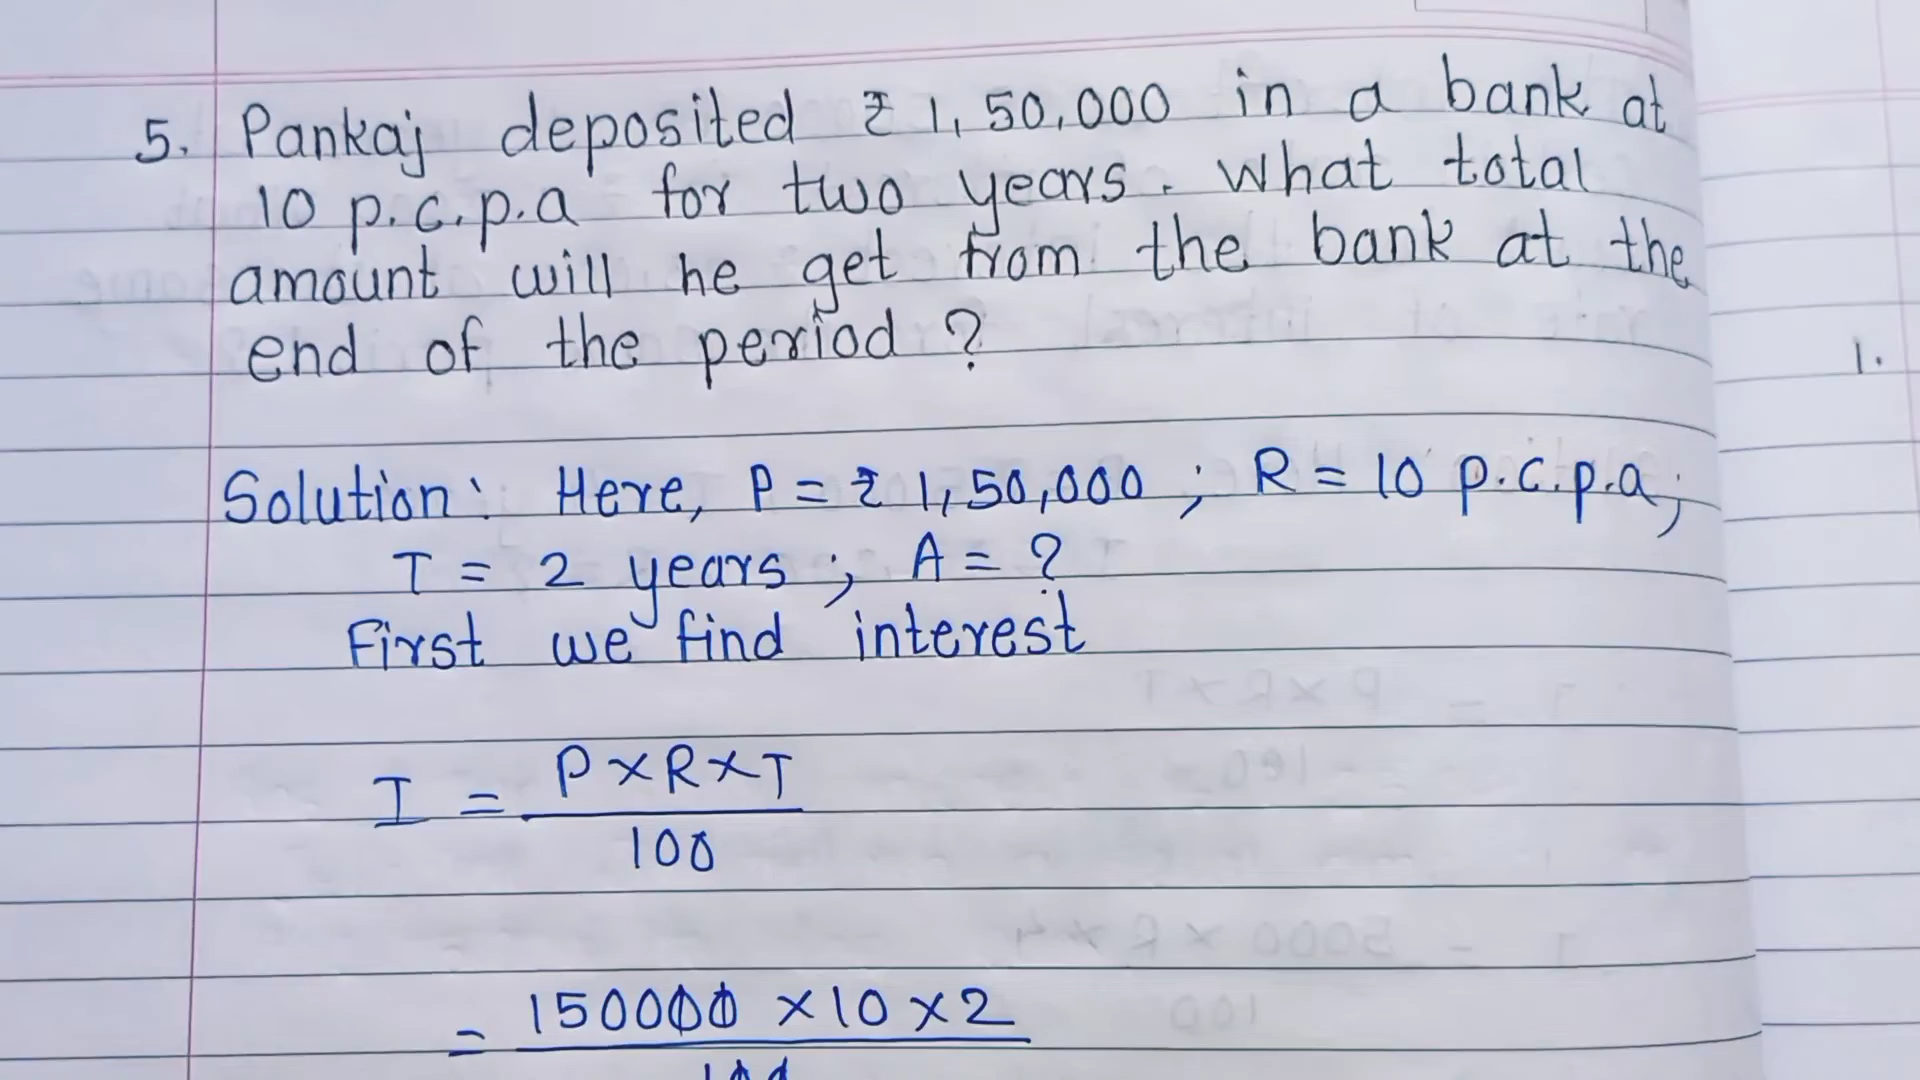 5. Pankaj deposited ₹ 1, 50,000 in a bank at
10 p.c.p.a for two years. What total
amount will he get from the bank at the
end of the period ?
Solution: Here, P = ₹ 1,50,000 ; R = 10 p.c.p.a;
T = 2 years ; A = ?
First we find interest
I = P × R × T
100
= 150000 × 10 × 2
100
1.